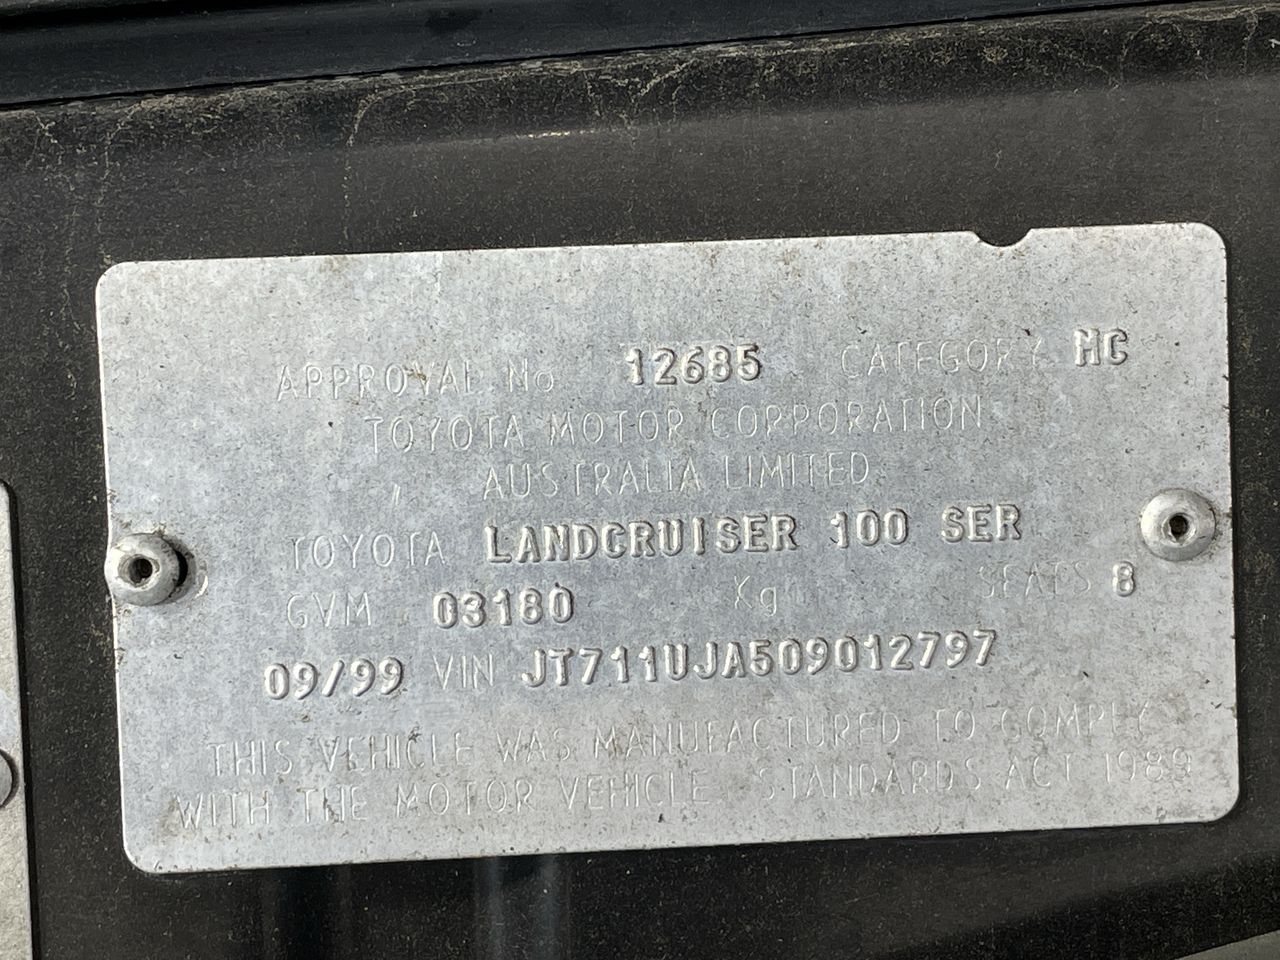 APPROVAL No 12685 CATEGORY MC
TOYOTA MOTOR CORPORATION
AUSTRALIA LIMITED
TOYOTA LANDCRUISER 100 SER
GVM 03180 Kg SEATS 8
09/99 VIN JT711UJA509012797
THIS VEHICLE WAS MANUFACTURED TO COMPLY
WITH THE MOTOR VEHICLE STANDARDS ACT 1989